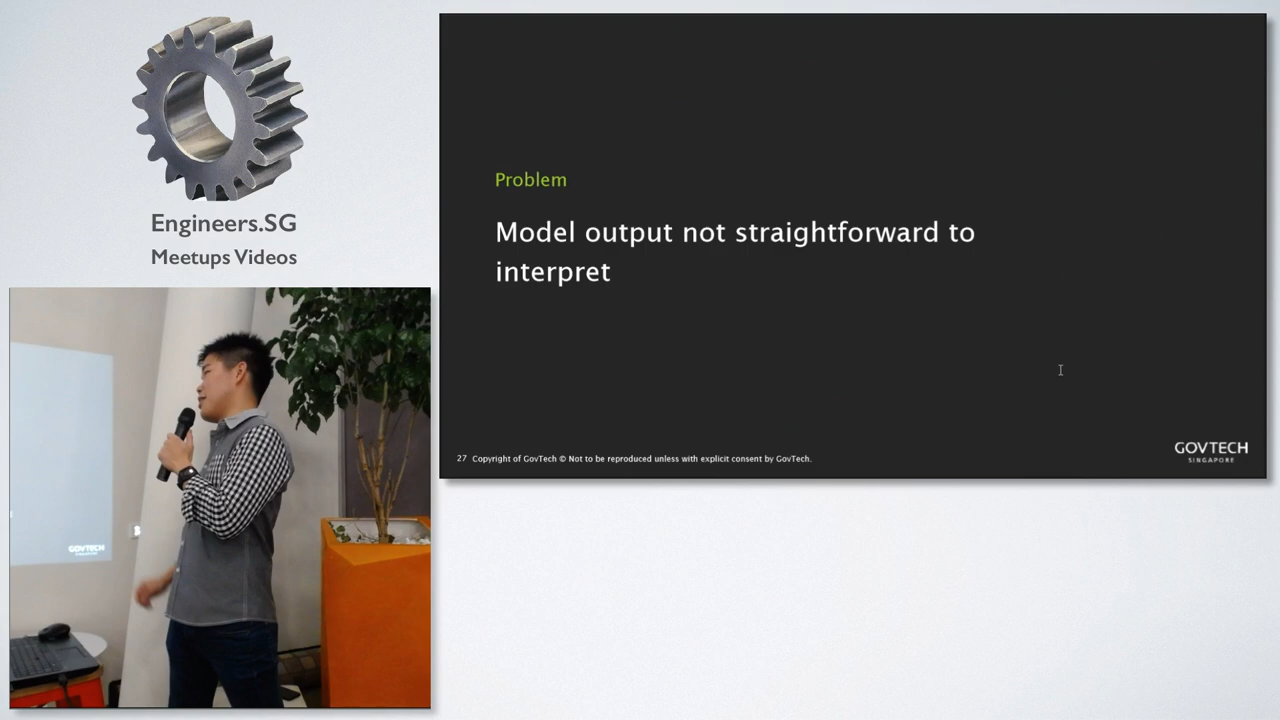 Engineers.SG
Meetups Videos
Problem
Model output not straightforward to
interpret
27 Copyright of GovTech © Not to be reproduced unless with explicit consent by GovTech.
GOVTECH
SINGAPORE
GOVTECH